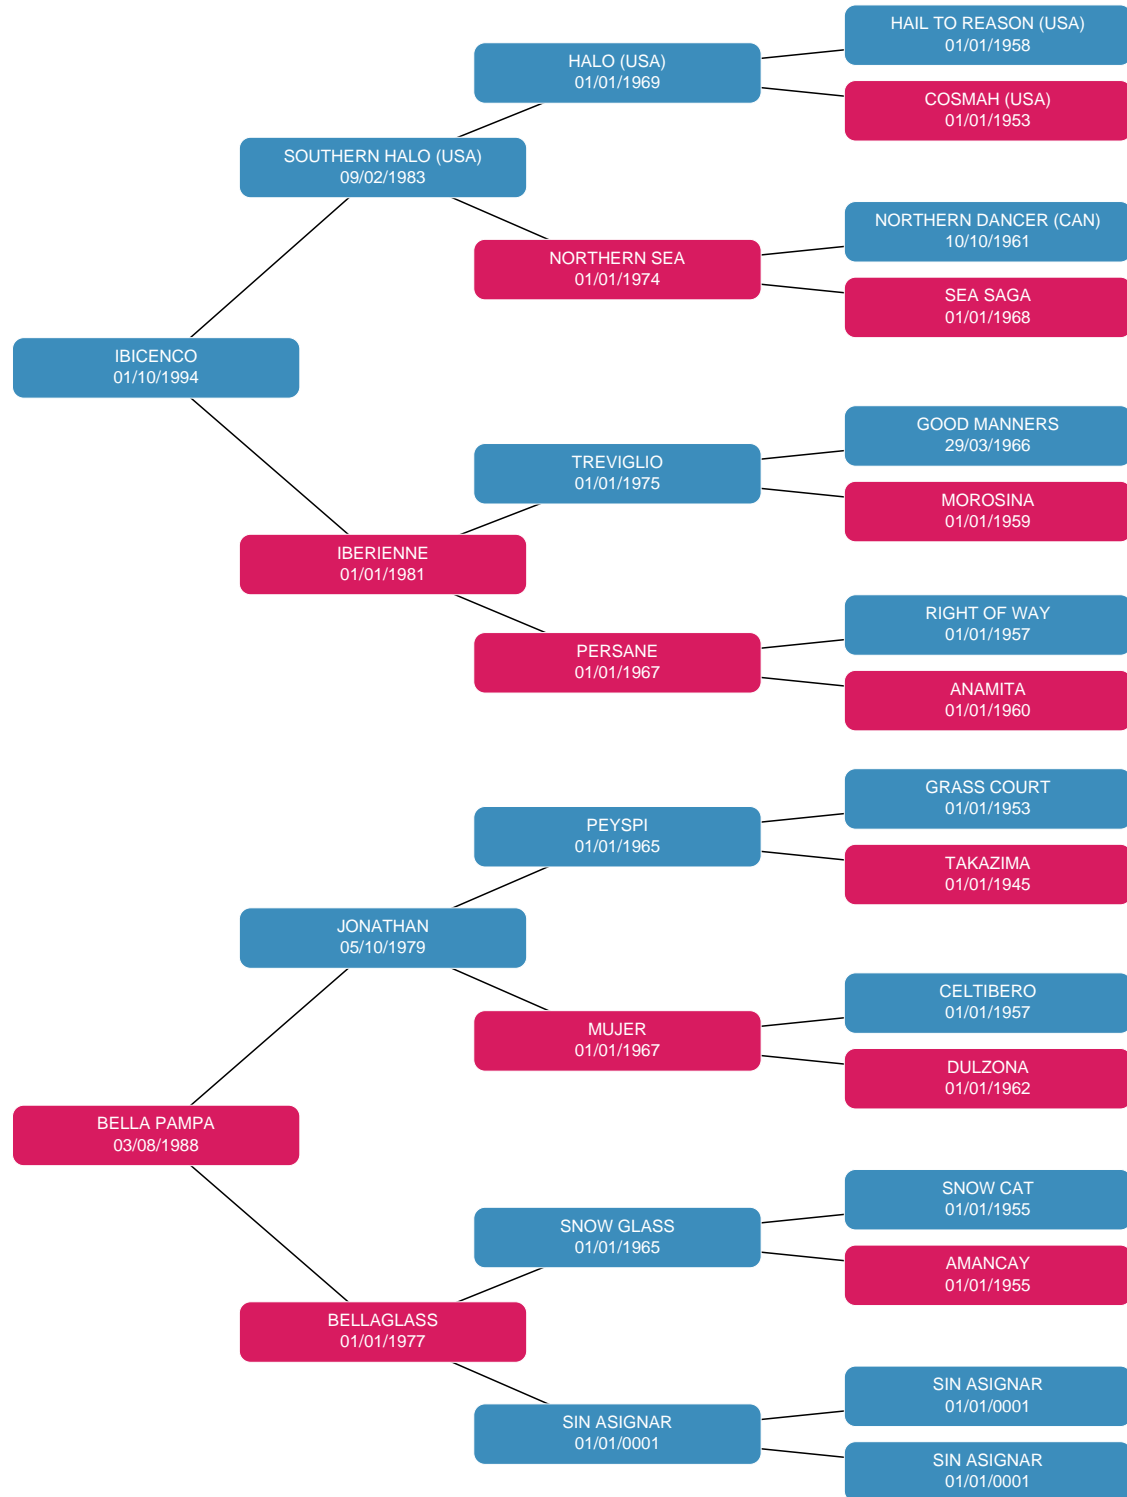 HAIL TO REASON (USA)
01/01/1958
HALO (USA)
01/01/1969
COSMAH (USA)
01/01/1953
SOUTHERN HALO (USA)
09/02/1983
NORTHERN DANCER (CAN)
10/10/1961
NORTHERN SEA
01/01/1974
SEA SAGA
01/01/1968
IBICENCO
01/10/1994
GOOD MANNERS
29/03/1966
TREVIGLIO
01/01/1975
MOROSINA
01/01/1959
IBERIENNE
01/01/1981
RIGHT OF WAY
01/01/1957
PERSANE
01/01/1967
ANAMITA
01/01/1960
GRASS COURT
01/01/1953
PEYSPI
01/01/1965
TAKAZIMA
01/01/1945
JONATHAN
05/10/1979
CELTIBERO
01/01/1957
MUJER
01/01/1967
DULZONA
01/01/1962
BELLA PAMPA
03/08/1988
SNOW CAT
01/01/1955
SNOW GLASS
01/01/1965
AMANCAY
01/01/1955
BELLAGLASS
01/01/1977
SIN ASIGNAR
01/01/0001
SIN ASIGNAR
01/01/0001
SIN ASIGNAR
01/01/0001